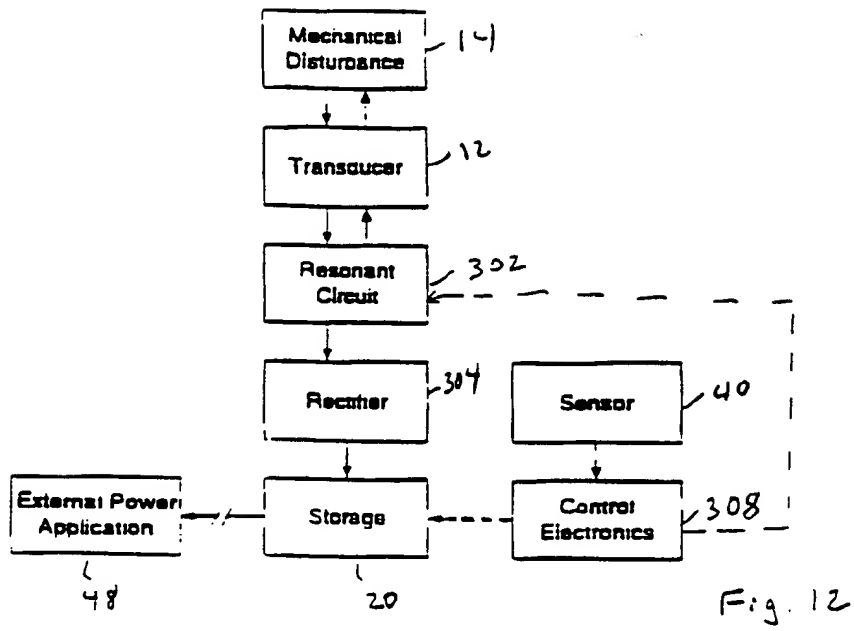 Mechanical
Disturbance
14
Transducer
12
Resonant
Circuit
302
Rectifier
304
Sensor
40
External Power
Application
48
Storage
20
Control
Electronics
308
Fig. 12